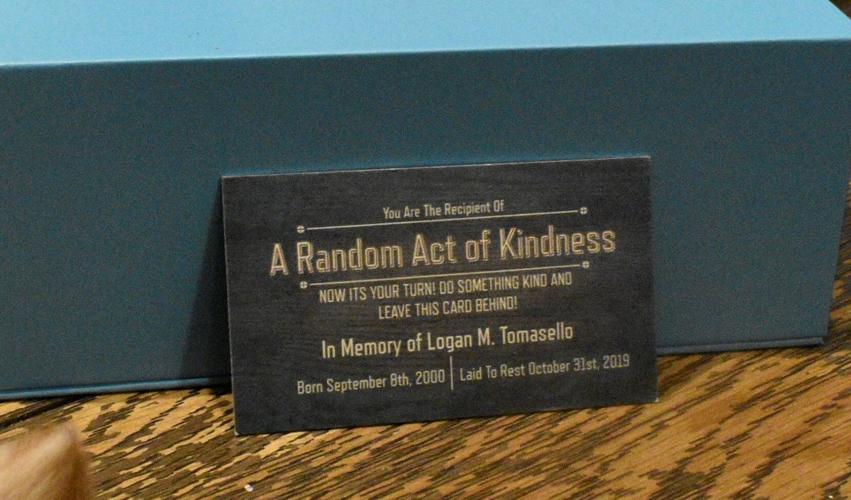 You Are The Recipient Of
A Random Act of Kindness
NOW ITS YOUR TURN! DO SOMETHING KIND AND
LEAVE THIS CARD BEHIND!
In Memory of Logan M. Tomasello
Born September 8th, 2000 | Laid To Rest October 31st, 2019